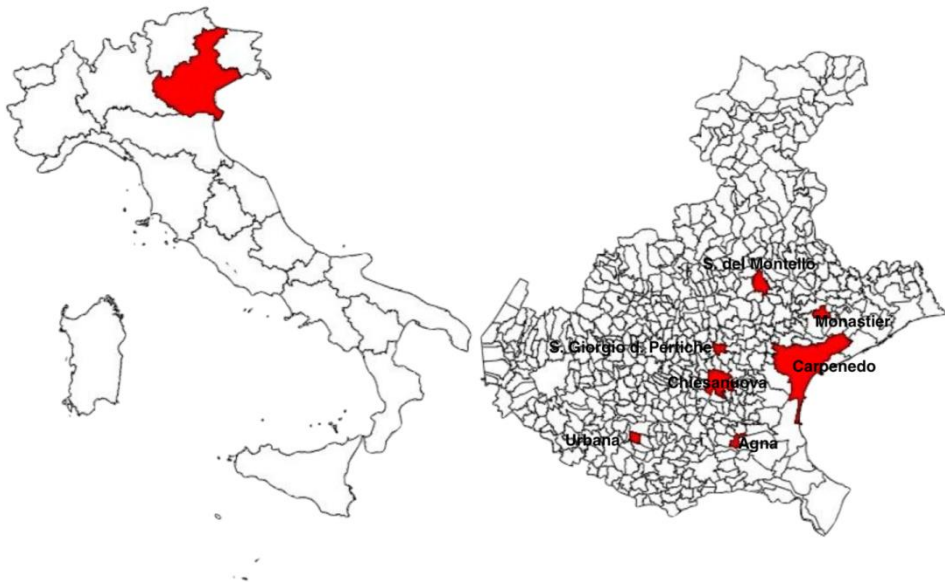 S. del Montello
Monastier
S. Giorgio d. Pertiche
Carpenedo
Chiesanuova
Urbana
Agna